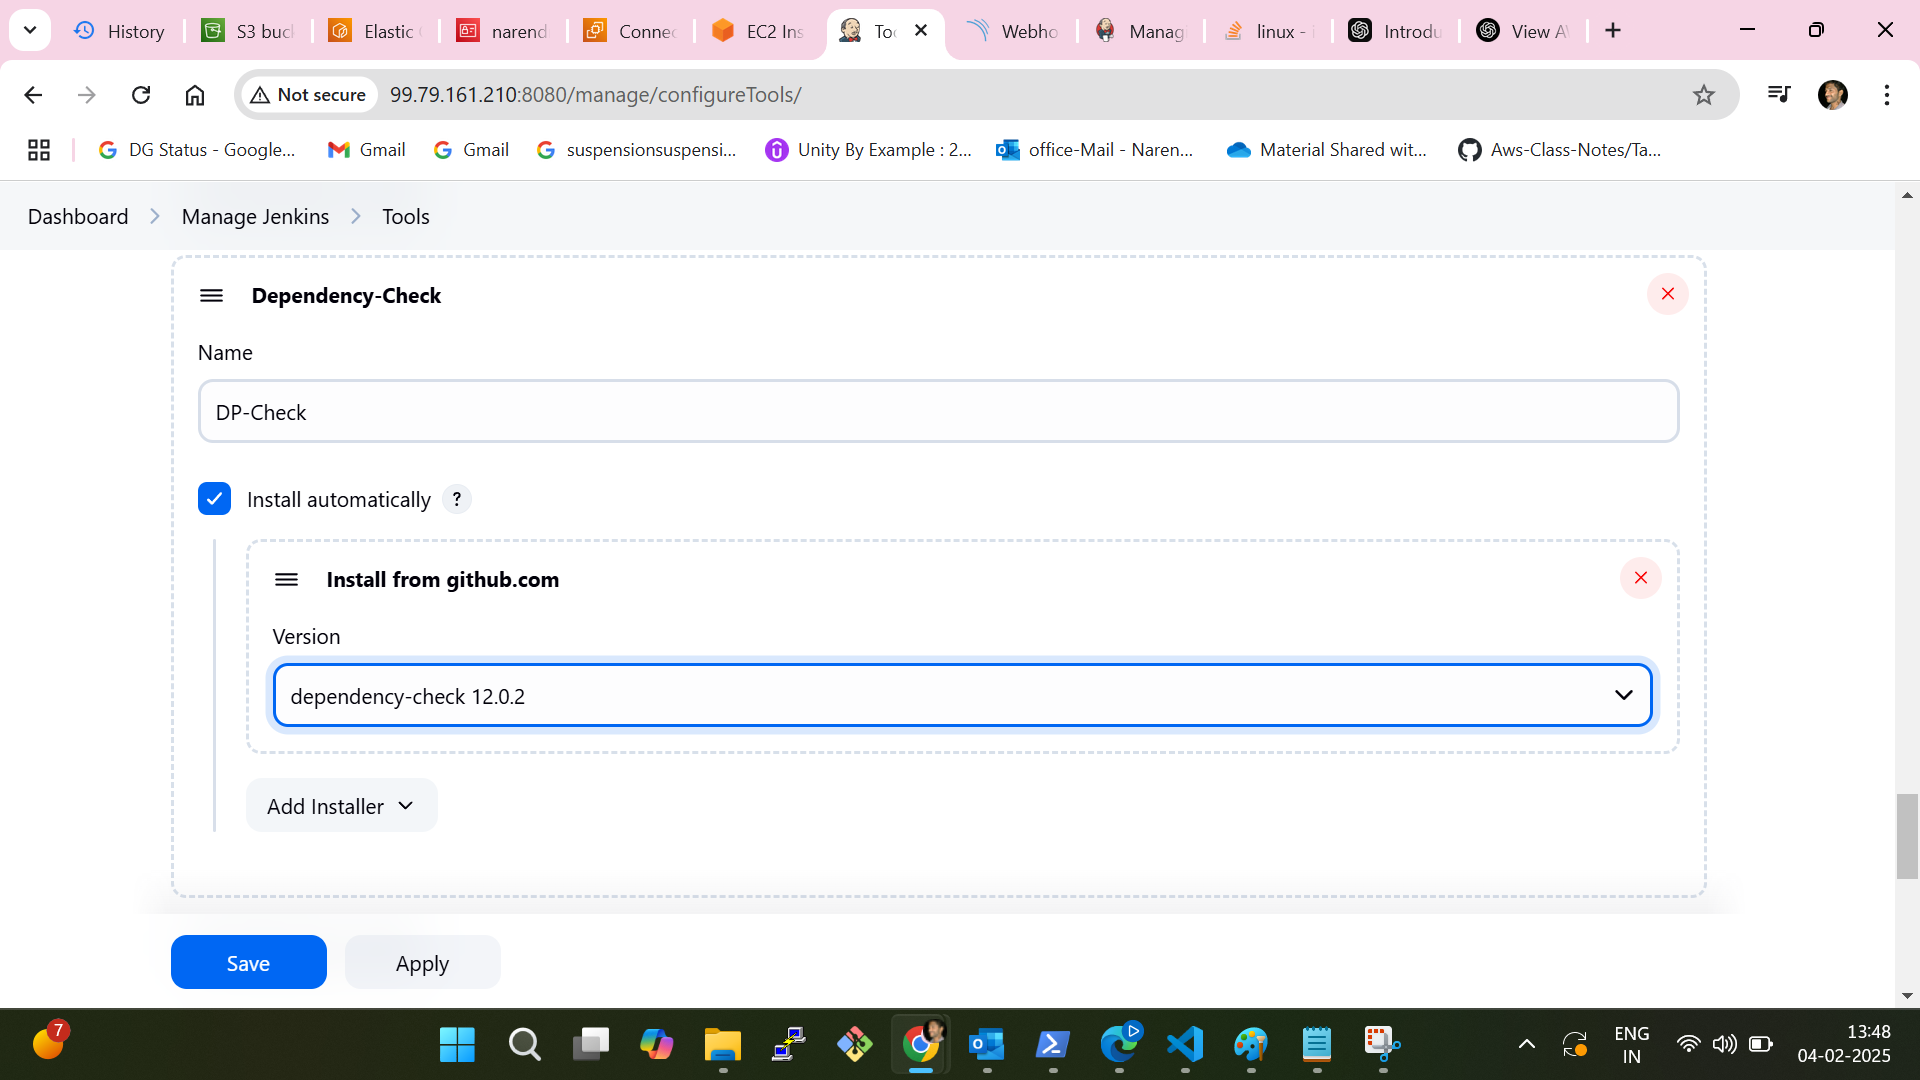 History
S3 buc
Elastic
narend
Connec
EC2 Ins
Too
Webho
Manag
linux - i
Introdu
View A
Not secure
99.79.161.210:8080/manage/configureTools/
DG Status - Google...
Gmail
Gmail
suspensionsuspensi...
Unity By Example : 2...
office-Mail - Naren...
Material Shared wit...
Aws-Class-Notes/Ta...
Dashboard
Manage Jenkins
Tools
Dependency-Check
Name
DP-Check
Install automatically ?
Install from github.com
Version
dependency-check 12.0.2
Add Installer
Save
Apply
7
ENG
IN
13:48
04-02-2025